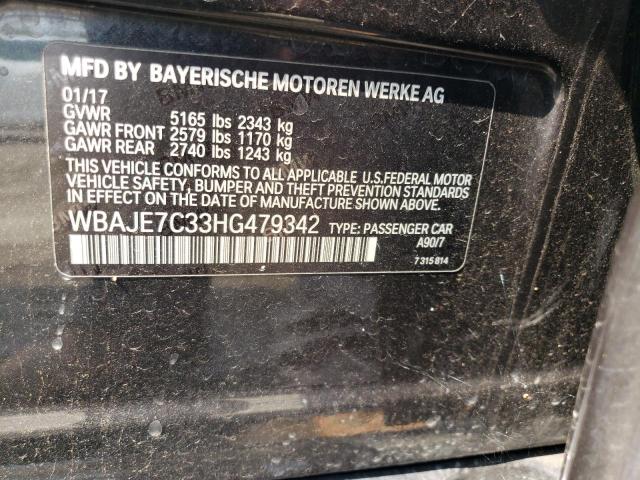 MFD BY BAYERISCHE MOTOREN WERKE AG
01/17
GVWR 5165 lbs 2343 kg
GAWR FRONT 2579 lbs 1170 kg
GAWR REAR 2740 lbs 1243 kg
THIS VEHICLE CONFORMS TO ALL APPLICABLE U.S.FEDERAL MOTOR
VEHICLE SAFETY, BUMPER AND THEFT PREVENTION STANDARDS
IN EFFECT ON THE DATE OF MANUFACTURE SHOWN ABOVE.
WBAJE7C33HG479342 TYPE: PASSENGER CAR
A90/7
7 315 814